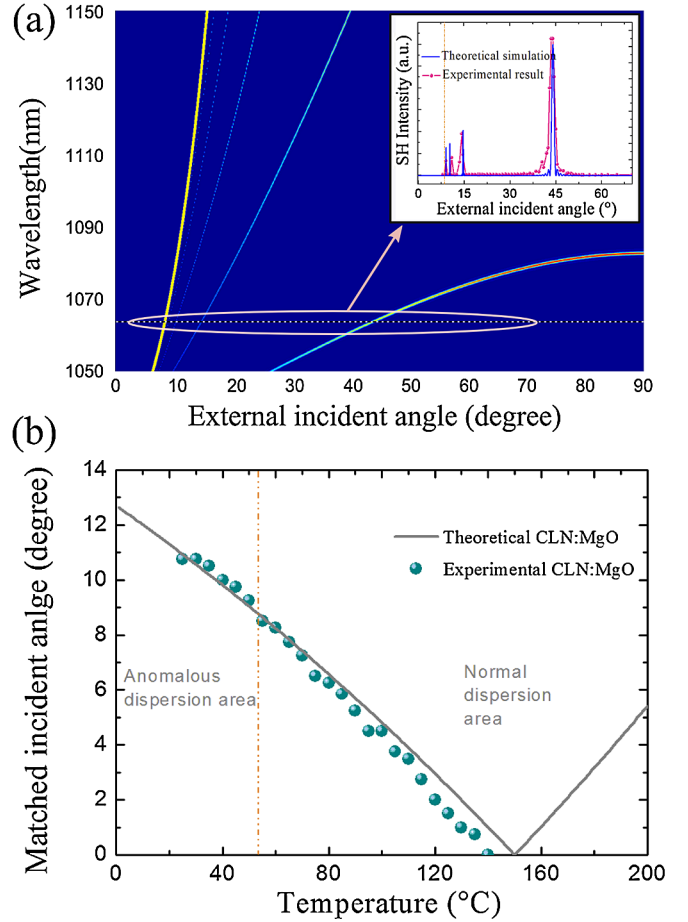 (a)
1150
1130
1110
1090
1070
1050
Wavelength(nm)
0
10
20
30
40
50
60
70
80
90
External incident angle (degree)
SH Intensity (a.u.)
Theoretical simulation
Experimental result
0
15
30
45
60
External incident angle (°)
(b)
14
12
10
8
6
4
2
0
Matched incident anlge (degree)
Theoretical CLN:MgO
Experimental CLN:MgO
Anomalous
dispersion area
Normal
dispersion
area
0
40
80
120
160
200
Temperature (°C)